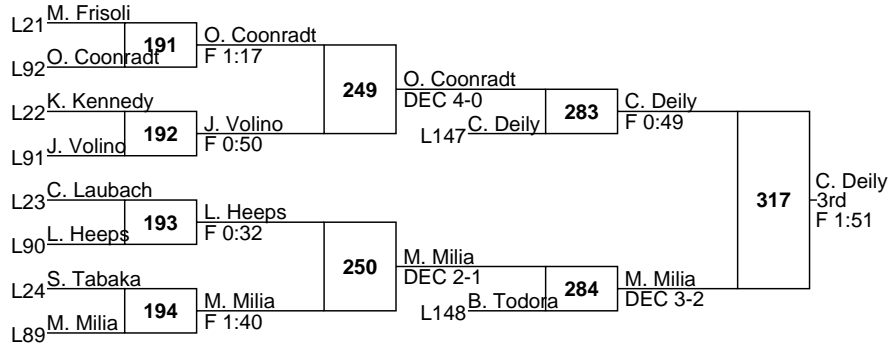 L21 M. Frisoli
191
L92 O. Coonradt
O. Coonradt
F 1:17
L22 K. Kennedy
192
L91 J. Volino
J. Volino
F 0:50
249
O. Coonradt
DEC 4-0
L147 C. Deily
283
C. Deily
F 0:49
L23 C. Laubach
193
L90 L. Heeps
L. Heeps
F 0:32
L24 S. Tabaka
194
L89 M. Milia
M. Milia
F 1:40
250
M. Milia
DEC 2-1
L148 B. Todora
284
M. Milia
DEC 3-2
317
C. Deily
3rd
F 1:51